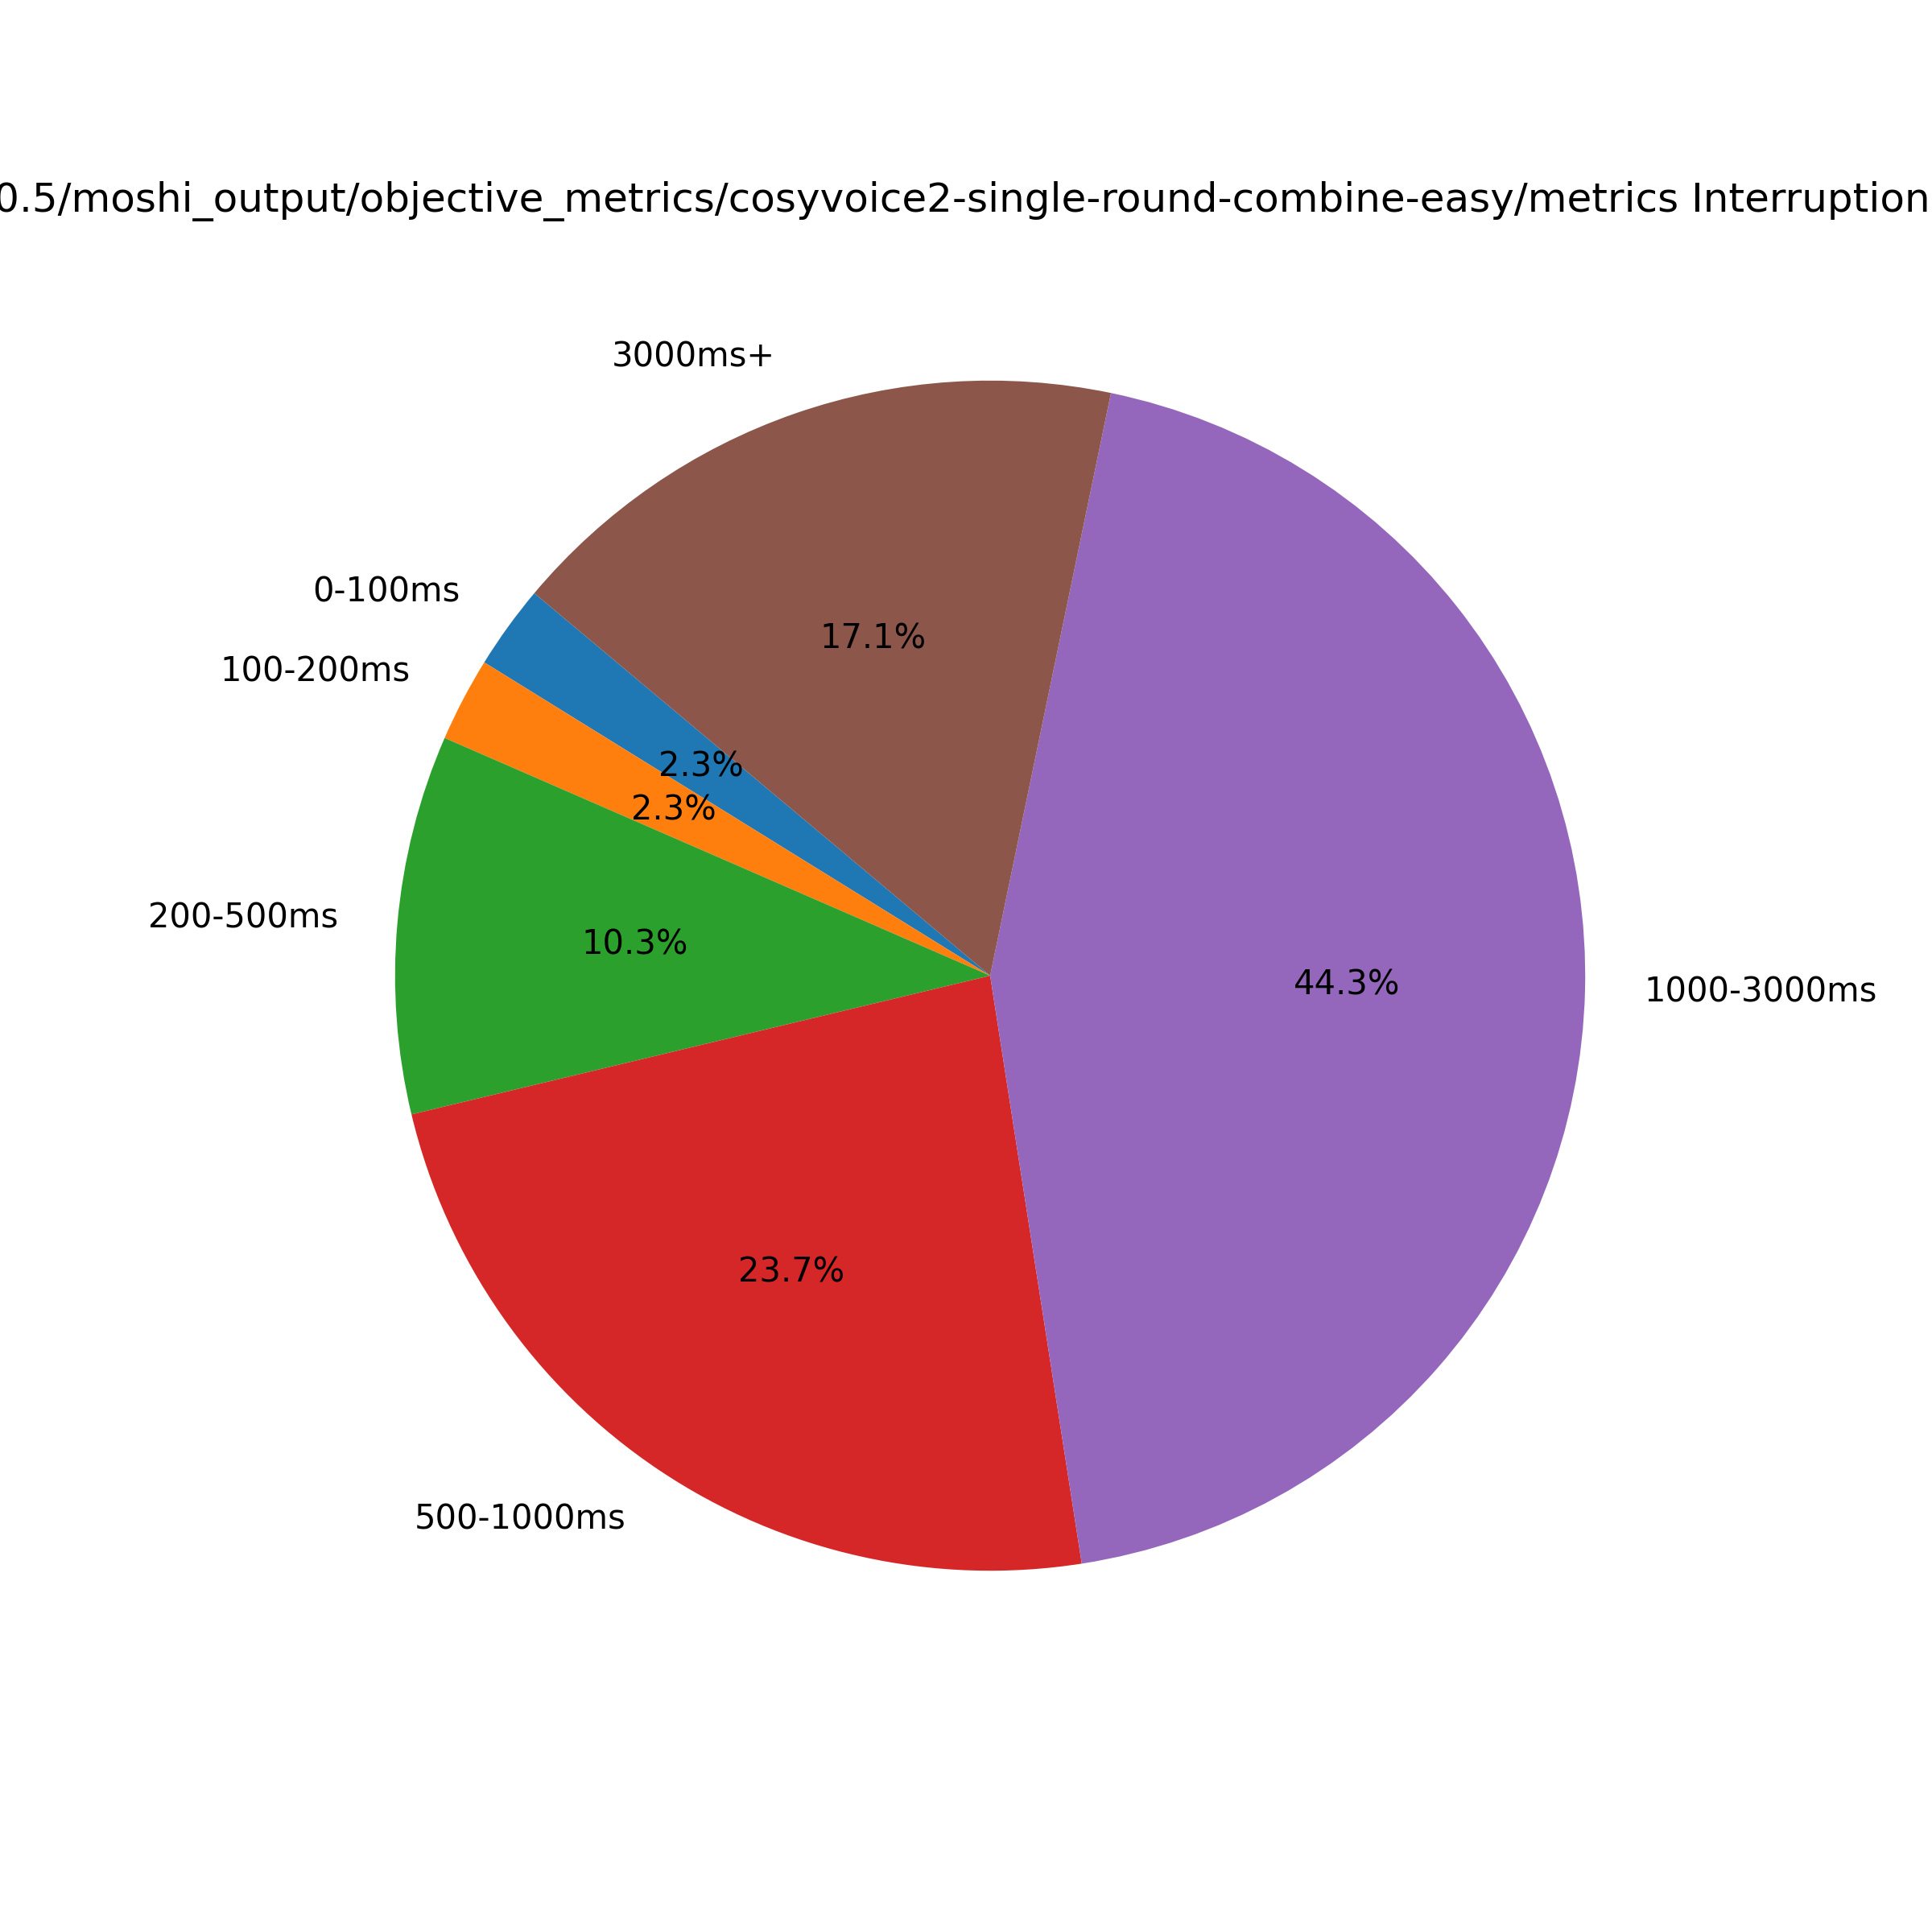 0.5/moshi_output/objective_metrics/cosyvoice2-single-round-combine-easy/metrics Interruption
3000ms+
0-100ms
100-200ms
17.1%
2.3%
2.3%
200-500ms
10.3%
44.3%
1000-3000ms
23.7%
500-1000ms